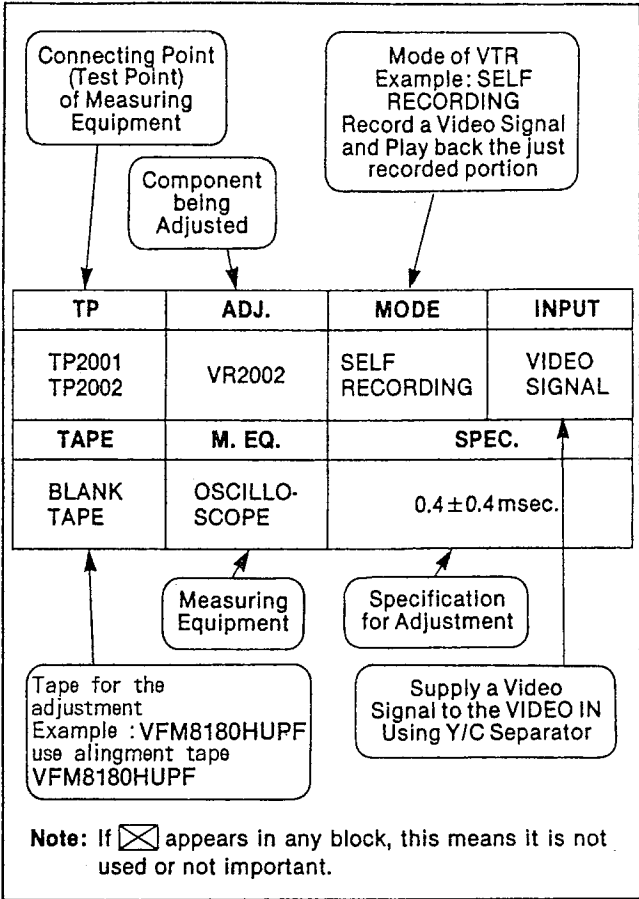 Connecting Point
(Test Point)
of Measuring
Equipment
Mode of VTR
Example: SELF
RECORDING
Record a Video Signal
and Play back the just
recorded portion
Component
being
Adjusted
TP ADJ. MODE INPUT
TP2001
TP2002
VR2002
SELF
RECORDING
VIDEO
SIGNAL
TAPE M. EQ. SPEC.
BLANK
TAPE
OSCILLO-
SCOPE
0.4±0.4 msec.
Measuring
Equipment
Specification
for Adjustment
Tape for the
adjustment
Example : VFM8180HUPF
use alingment tape
VFM8180HUPF
Supply a Video
Signal to the VIDEO IN
Using Y/C Separator
Note: If appears in any block, this means it is not
used or not important.